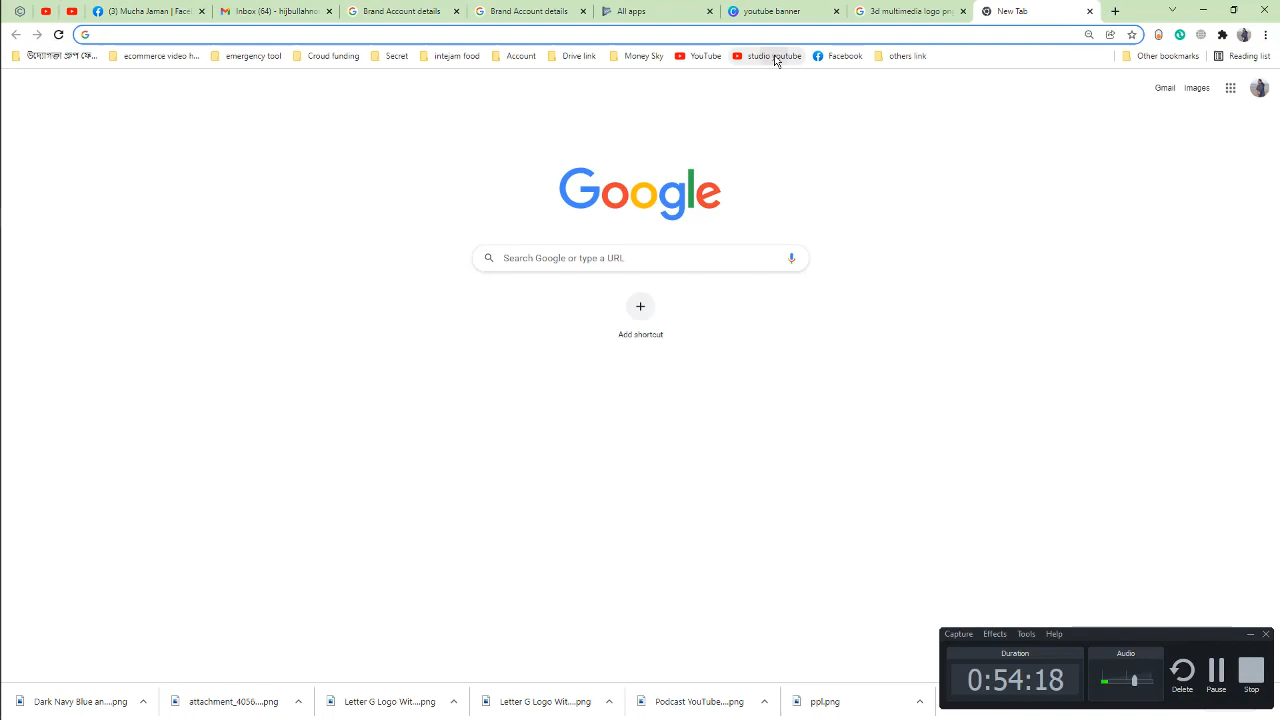 (3) Mucha Jaman | Face
Inbox (64) - hijbullahno
Brand Account details
Brand Account details
All apps
youtube banner
3d multimedia logo png
New Tab
ecommerce video h...
emergency tool
Croud funding
Secret
intejam food
Account
Drive link
Money Sky
YouTube
studio youtube
Facebook
others link
Other bookmarks
Reading list
Gmail
Images
Google
Search Google or type a URL
Add shortcut
Capture
Effects
Tools
Help
Duration
Audio
0:54:18
Delete
Pause
Stop
Dark Navy Blue an....png
Letter G Logo Wit....png
Letter G Logo Wit....png
Podcast YouTube....png
ppl.png